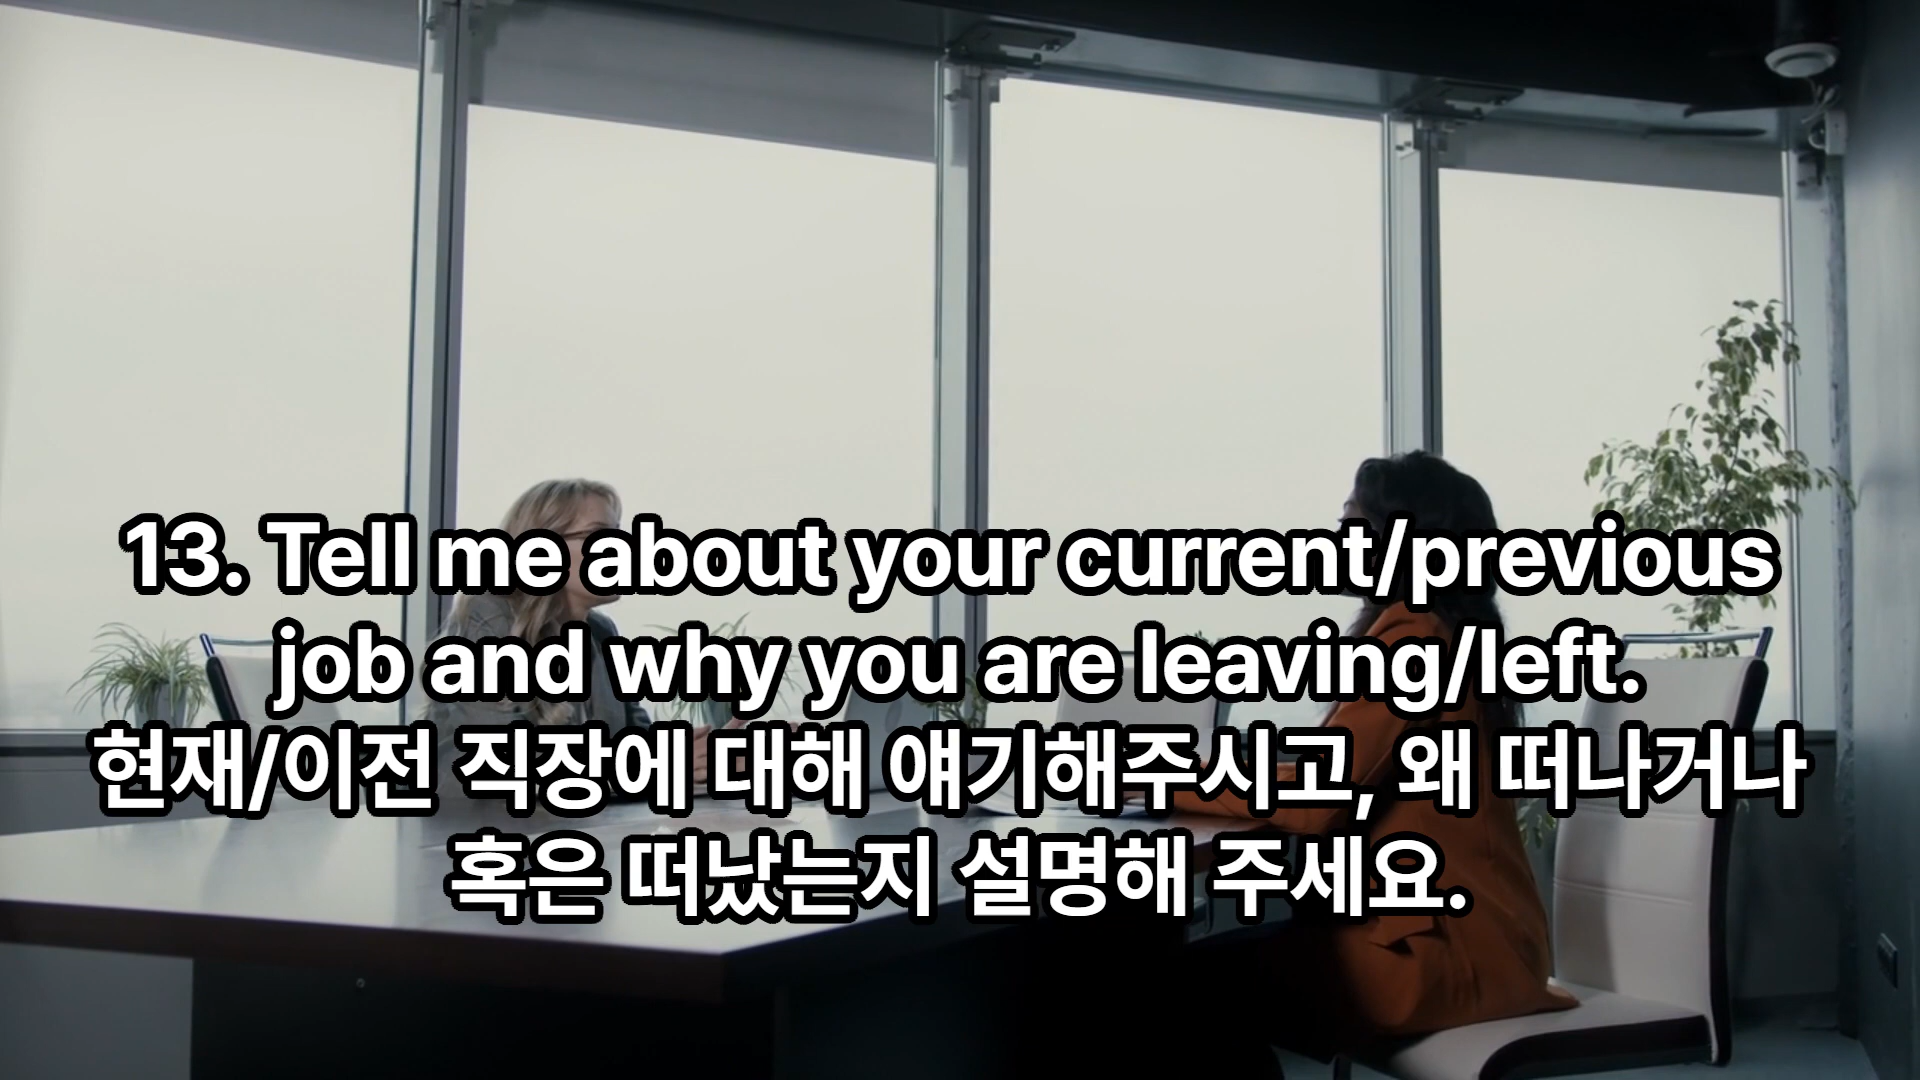 13. Tell me about your current/previous
job and why you are leaving/left.
현재/이전 직장에 대해 얘기해주시고, 왜 떠나거나
혹은 떠났는지 설명해 주세요.